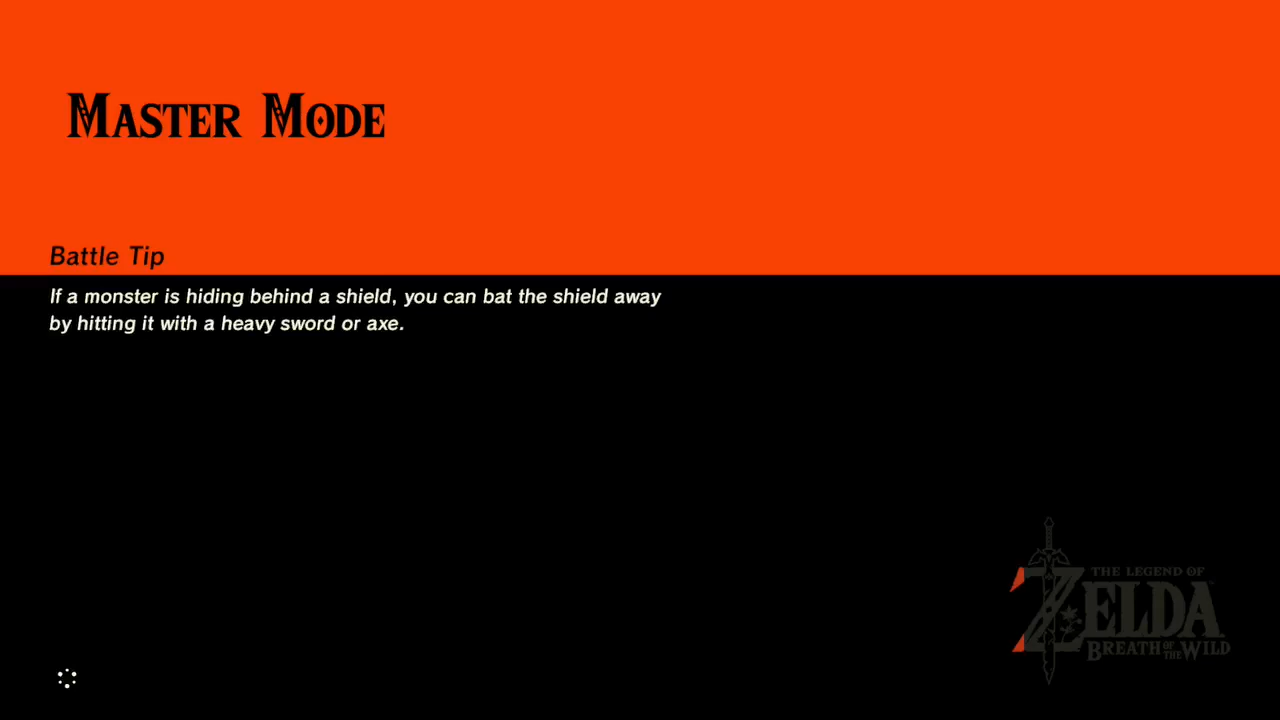 Master Mode
Battle Tip
If a monster is hiding behind a shield, you can bat the shield away
by hitting it with a heavy sword or axe.
THE LEGEND OF
ZELDA
BREATH OF THE WILD